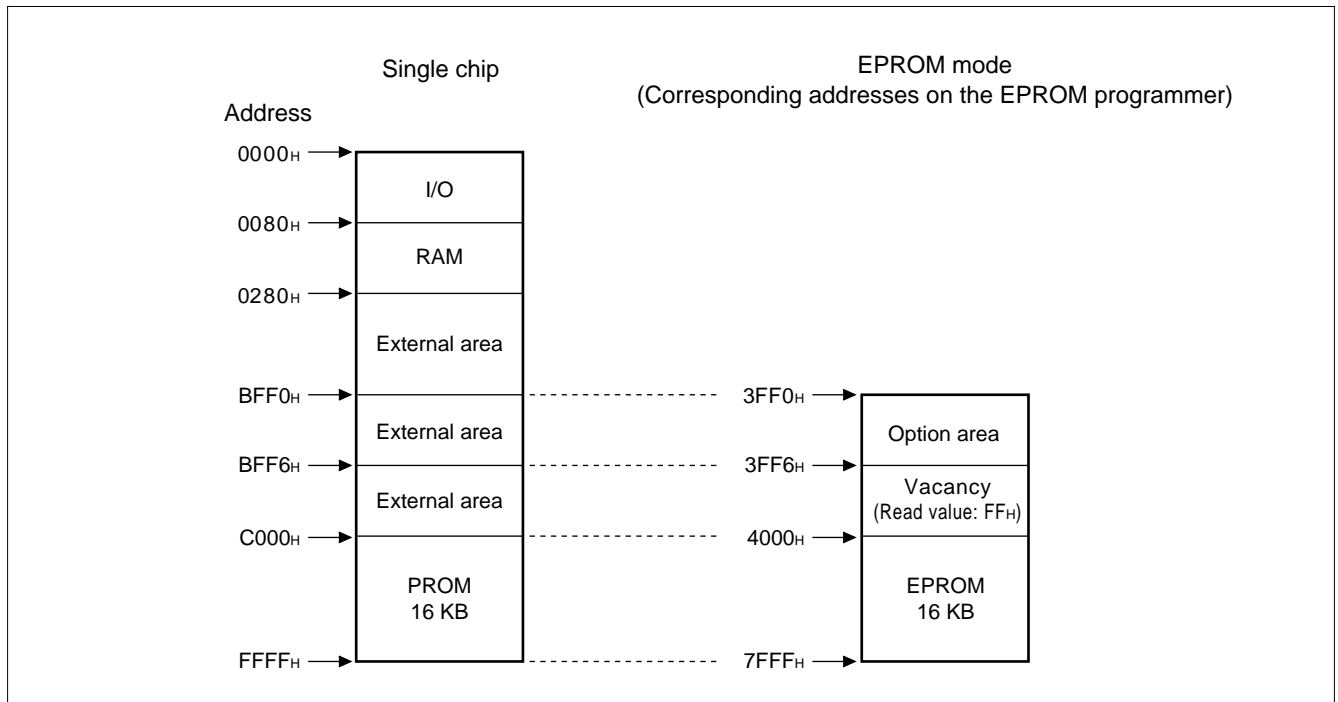 Single chip
EPROM mode
(Corresponding addresses on the EPROM programmer)
Address
0000H
I/O
0080H
RAM
0280H
External area
BFF0H
3FF0H
External area
Option area
BFF6H
3FF6H
External area
Vacancy
(Read value: FFH)
C000H
4000H
PROM
16 KB
EPROM
16 KB
FFFFH
7FFFH